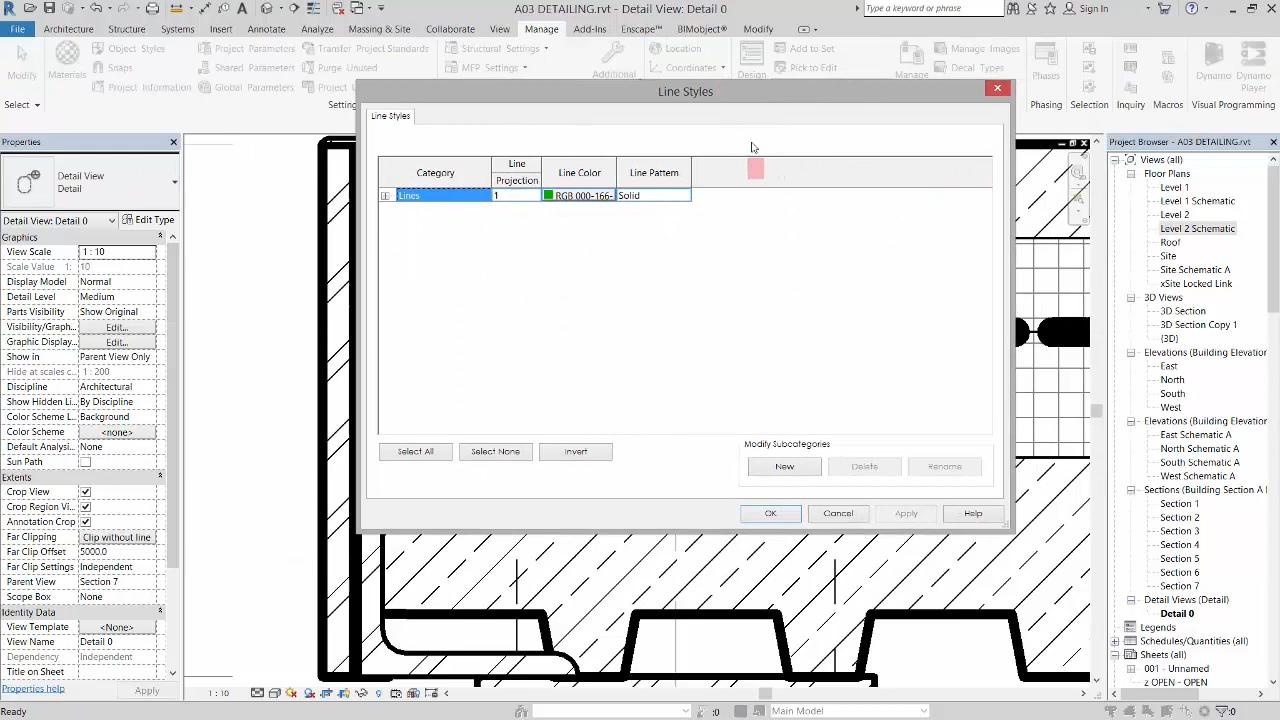 A03 DETAILING.rvt - Detail View: Detail 0
Type a keyword or phrase
Sign In
File
Architecture
Structure
Systems
Insert
Annotate
Analyze
Massing & Site
Collaborate
View
Manage
Add-Ins
Enscape™
BIMobject®
Modify
Modify
Materials
Object Styles
Snaps
Project Information
Project Parameters
Shared Parameters
Global Parameters
Transfer Project Standards
Purge Unused
Structural Settings
MEP Settings
Additional
Location
Coordinates
Design
Add to Set
Pick to Edit
Manage
Manage Images
Decal Types
Phases
Selection
Inquiry
Macros
Dynamo
Dynamo Player
Select
Phasing
Visual Programming
Line Styles
Line Styles
Category
Line
Projection
Line Color
Line Pattern
Lines
1
RGB 000-166-
Solid
Select All
Select None
Invert
Modify Subcategories
New
Delete
Rename
OK
Cancel
Apply
Help
Properties
Detail View
Detail
Detail View: Detail 0
Edit Type
Graphics
View Scale 1 : 10
Scale Value 1: 10
Display Model Normal
Detail Level Medium
Parts Visibility Show Original
Visibility/Graph... Edit...
Graphic Display... Edit...
Show in Parent View Only
Hide at scales c... 1 : 200
Discipline Architectural
Show Hidden Li... By Discipline
Color Scheme L... Background
Color Scheme <none>
Default Analysi... None
Sun Path
Extents
Crop View
Crop Region Vi...
Annotation Crop
Far Clipping Clip without line
Far Clip Offset 5000.0
Far Clip Settings Independent
Parent View Section 7
Scope Box None
Identity Data
View Template <None>
View Name Detail 0
Dependency Independent
Title on Sheet
Properties help
Apply
Project Browser - A03 DETAILING.rvt
Views (all)
Floor Plans
Level 1
Level 1 Schematic
Level 2
Level 2 Schematic
Roof
Site
Site Schematic A
xSite Locked Link
3D Views
3D Section
3D Section Copy 1
{3D}
Elevations (Building Elevation
East
North
South
West
Elevations (Building Elevation
East Schematic A
North Schematic A
South Schematic A
West Schematic A
Sections (Building Section A
Section 1
Section 2
Section 3
Section 4
Section 5
Section 6
Section 7
Detail Views (Detail)
Detail 0
Legends
Schedules/Quantities (all)
Sheets (all)
001 - Unnamed
2 OPEN - OPEN
1 : 10
Ready
:0
Main Model
:0